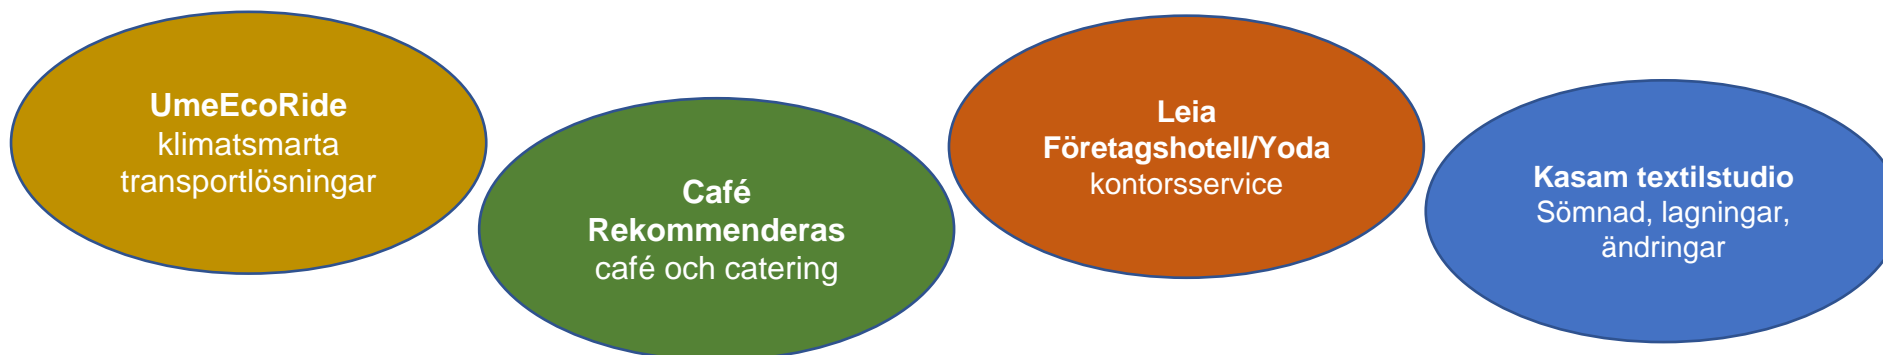 UmeEcoRide
klimatsmarta
transportlösningar
Café
Rekommenderas
café och catering
Leia
Företagshotell/Yoda
kontorsservice
Kasam textilstudio
Sömnad, lagningar,
ändringar